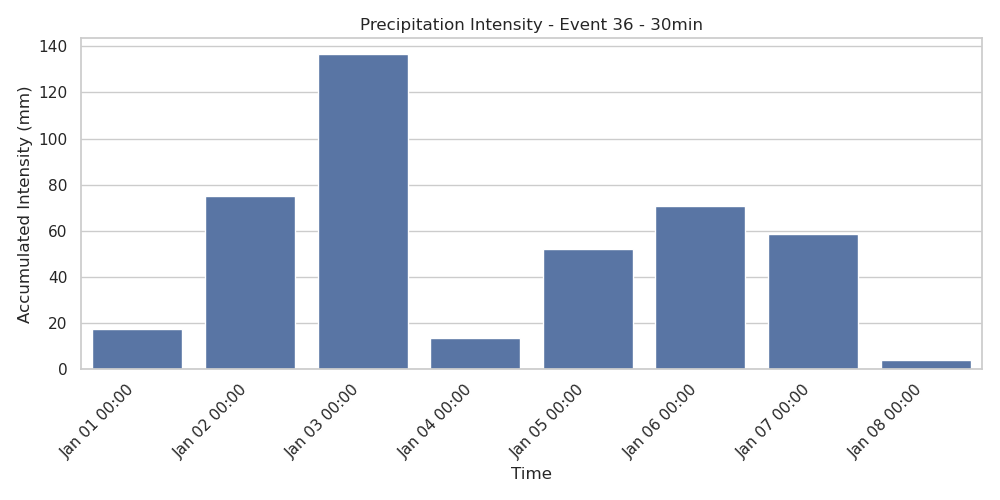 Precipitation Intensity - Event 36 - 30min
Accumulated Intensity (mm)
140
120
100
80
60
40
20
0
Jan 01 00:00
Jan 02 00:00
Jan 03 00:00
Jan 04 00:00
Jan 05 00:00
Jan 06 00:00
Jan 07 00:00
Jan 08 00:00
Time